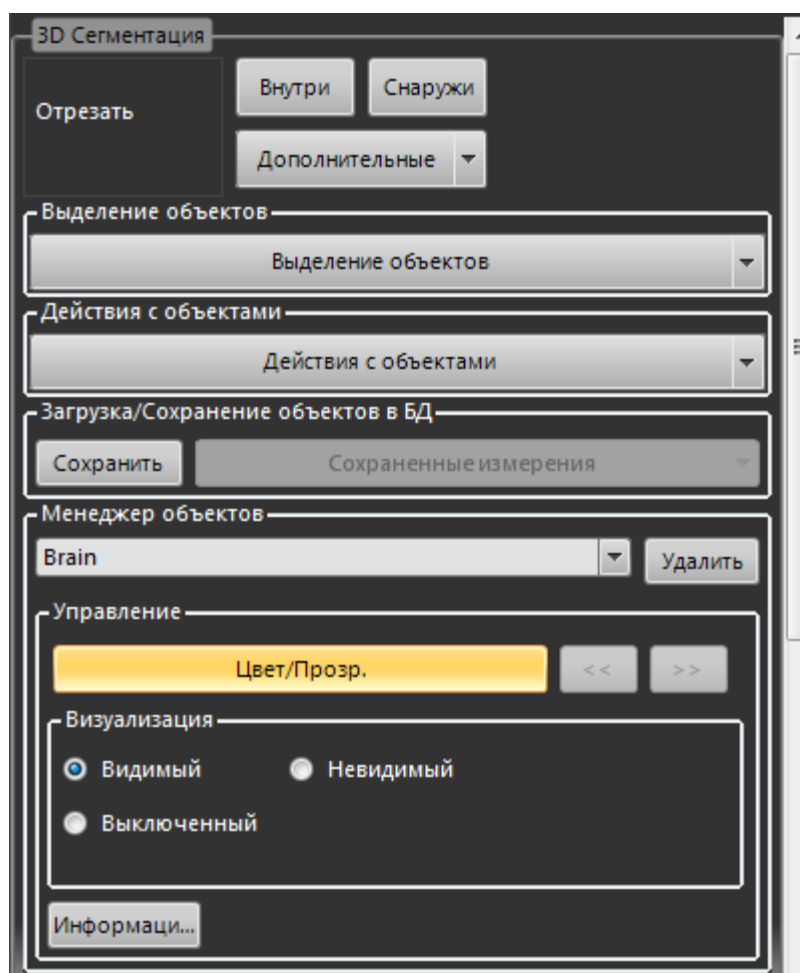 3D Сегментация
Отрезать
Внутри
Снаружи
Дополнительные
Выделение объектов
Выделение объектов
Действия с объектами
Действия с объектами
Загрузка/Сохранение объектов в БД
Сохранить
Сохраненные измерения
Менеджер объектов
Brain
Удалить
Управление
Цвет/Прозр.
<<
>>
Визуализация
Видимый
Невидимый
Выключенный
Информаци...